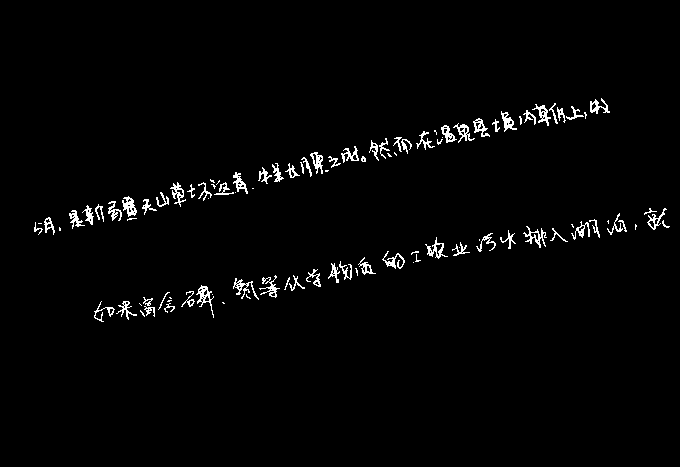 5月，是新疆天山草场返青、牛羊长膘之时。然而在温泉县境内草原上，牧
如果富含磷、氮等化学物质的工农业污水排入湖泊，就